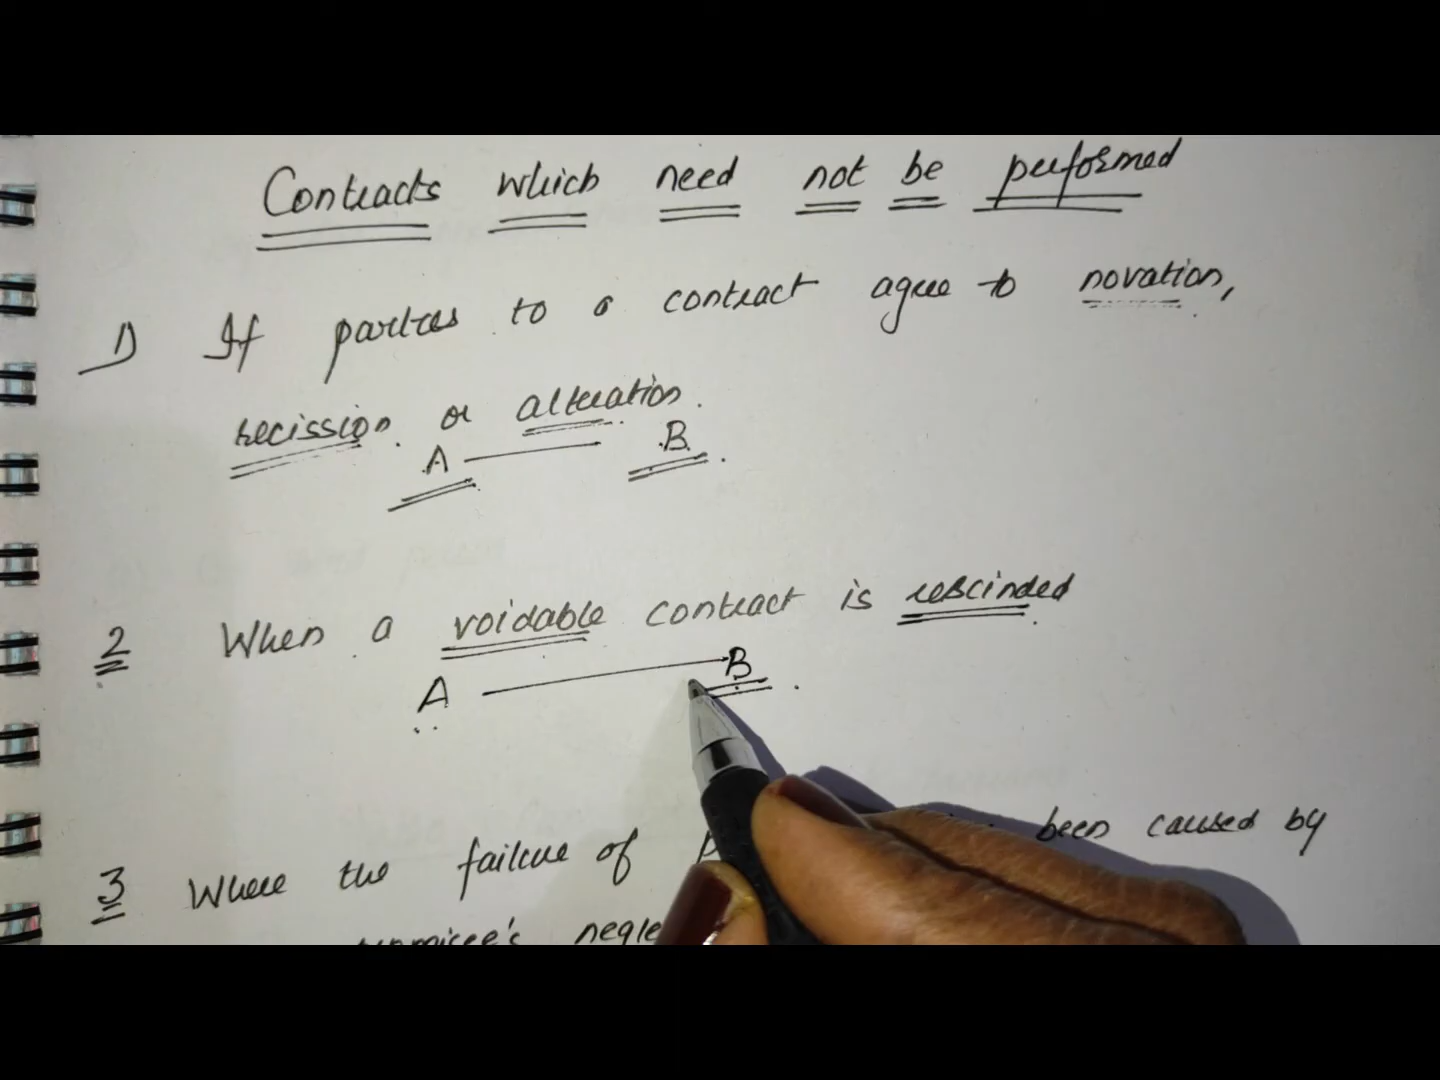 Contracts which need not be performed
1) If parties to a contract agree to novation,
recission or alteration.
A B
2 When a voidable contract is rescinded
A B
3 Where the failure of been caused by
promisee's